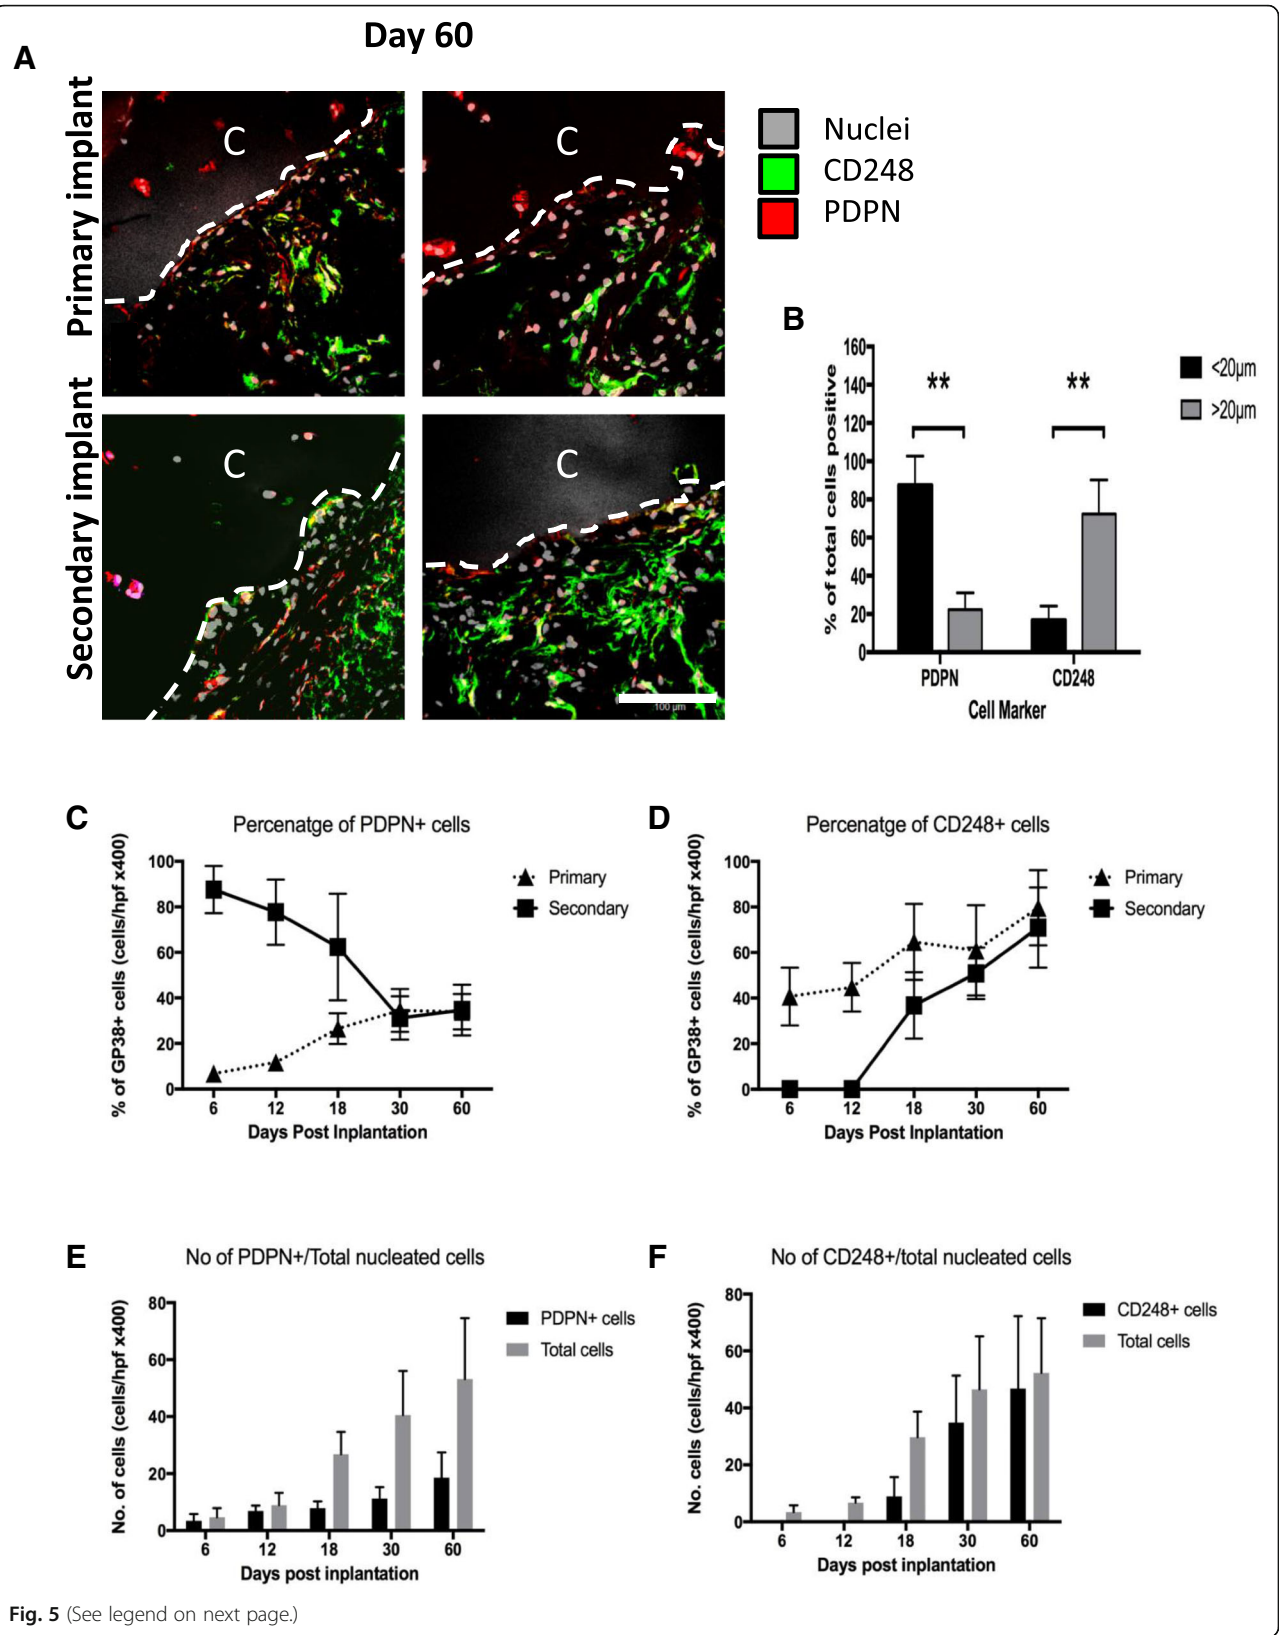 Day 60
A
Primary implant
Secondary implant
C
C
C
C
100 µm
Nuclei
CD248
PDPN
B
% of total cells positive
160
140
120
100
80
60
40
20
0
**
**
<20µm
>20µm
PDPN
CD248
Cell Marker
C
Percenatge of PDPN+ cells
% of GP38+ cells (cells/hpf x400)
100
80
60
40
20
0
Primary
Secondary
6
12
18
30
60
Days Post Inplantation
D
Percenatge of CD248+ cells
% of GP38+ cells (cells/hpf x400)
100
80
60
40
20
0
Primary
Secondary
6
12
18
30
60
Days Post Inplantation
E
No of PDPN+/Total nucleated cells
No. of cells (cells/hpf x400)
80
60
40
20
0
PDPN+ cells
Total cells
6
12
18
30
60
Days post inplantation
F
No of CD248+/total nucleated cells
No. cells (cells/hpf x400)
80
60
40
20
0
CD248+ cells
Total cells
6
12
18
30
60
Days post inplantation
Fig. 5 (See legend on next page.)